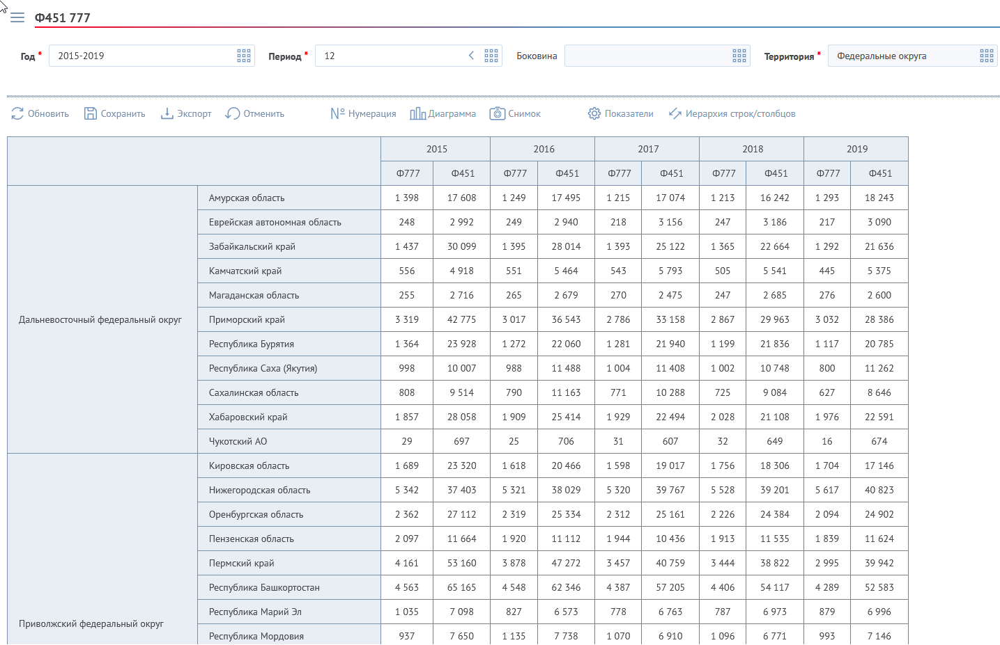 Ф451 777
Год * 2015-2019 Период * 12 Боковина Территория * Федеральные округа
Обновить Сохранить Экспорт Отменить № Нумерация Диаграмма Снимок Показатели Иерархия строк/столбцов
2015 2016 2017 2018 2019
Ф777 Ф451 Ф777 Ф451 Ф777 Ф451 Ф777 Ф451 Ф777 Ф451
Амурская область 1 398 17 608 1 249 17 495 1 215 17 074 1 213 16 242 1 293 18 243
Еврейская автономная область 248 2 992 249 2 940 218 3 156 247 3 186 217 3 090
Забайкальский край 1 437 30 099 1 395 28 014 1 393 25 122 1 365 22 664 1 292 21 636
Камчатский край 556 4 918 551 5 464 543 5 793 505 5 541 445 5 375
Магаданская область 255 2 716 265 2 679 270 2 475 247 2 685 276 2 600
Дальневосточный федеральный округ Приморский край 3 319 42 775 3 017 36 543 2 786 33 158 2 867 29 963 3 032 28 386
Республика Бурятия 1 364 23 928 1 272 22 060 1 281 21 940 1 199 21 836 1 117 20 785
Республика Саха (Якутия) 998 10 007 988 11 488 1 004 11 408 1 002 10 748 800 11 262
Сахалинская область 808 9 514 790 11 163 771 10 288 725 9 084 627 8 646
Хабаровский край 1 857 28 058 1 909 25 414 1 929 22 494 2 028 21 108 1 976 22 591
Чукотский АО 29 697 25 706 31 607 32 649 16 674
Кировская область 1 689 23 320 1 618 20 466 1 598 19 017 1 756 18 306 1 704 17 146
Нижегородская область 5 342 37 403 5 321 38 029 5 320 39 767 5 528 39 201 5 617 40 823
Оренбургская область 2 362 27 112 2 319 25 334 2 312 25 161 2 226 24 384 2 094 24 902
Пензенская область 2 097 11 664 1 920 11 112 1 944 10 436 1 913 11 535 1 839 11 624
Пермский край 4 161 53 160 3 878 47 272 3 457 40 759 3 444 38 822 2 995 39 942
Республика Башкортостан 4 563 65 165 4 548 62 346 4 387 57 205 4 406 54 117 4 289 52 583
Республика Марий Эл 1 035 7 098 827 6 573 778 6 763 787 6 973 879 6 996
Приволжский федеральный округ
Республика Мордовия 937 7 650 1 135 7 738 1 070 6 910 1 096 6 771 993 7 146